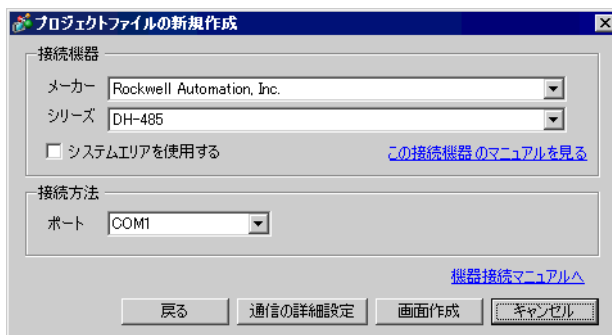 プロジェクトファイルの新規作成
接続機器
メーカー Rockwell Automation, Inc.
シリーズ DH-485
システムエリアを使用する この接続機器のマニュアルを見る
接続方法
ポート COM1
機器接続マニュアルへ
戻る 通信の詳細設定 画面作成 キャンセル